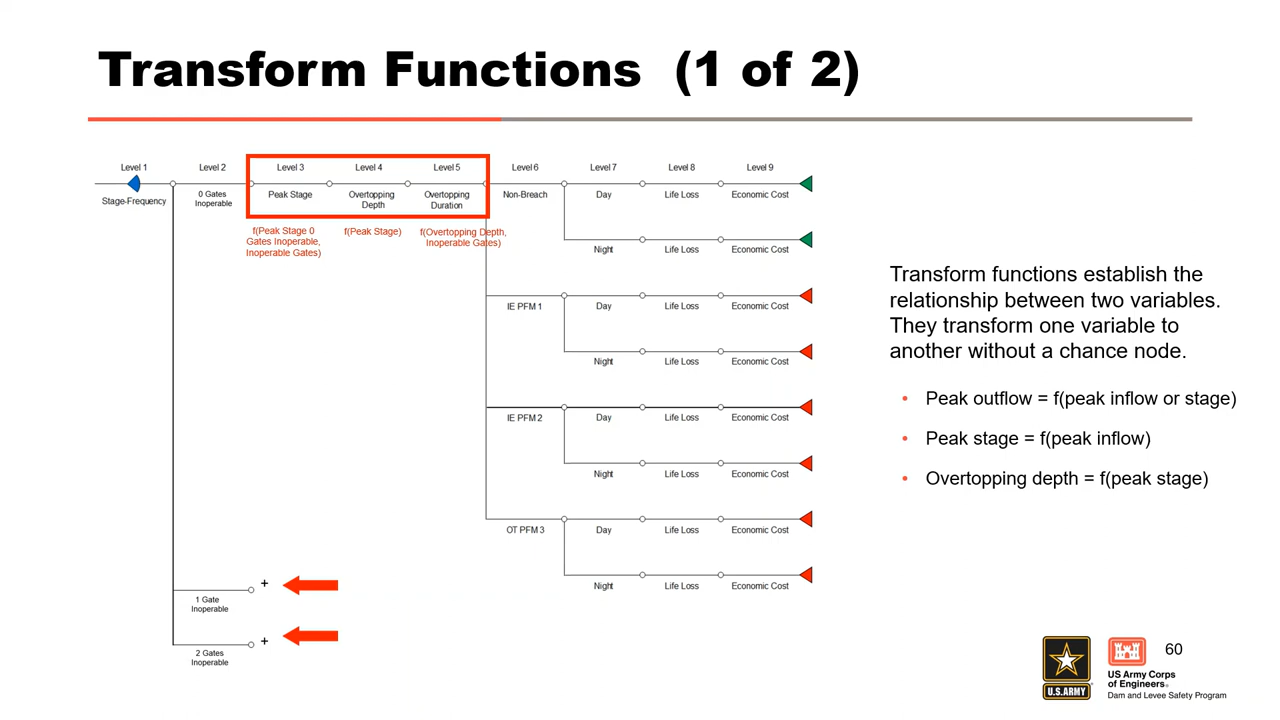 Transform Functions (1 of 2)
Level 1 Level 2 Level 3 Level 4 Level 5 Level 6 Level 7 Level 8 Level 9
Stage-Frequency
0 Gates
Inoperable
Peak Stage
Overtopping
Depth
Overtopping
Duration
Non-Breach
Day
Life Loss
Economic Cost
f(Peak Stage 0
Gates Inoperable,
Inoperable Gates)
f(Peak Stage)
f(Overtopping Depth,
Inoperable Gates)
Night Life Loss Economic Cost
IE PFM 1 Day Life Loss Economic Cost
Night Life Loss Economic Cost
IE PFM 2 Day Life Loss Economic Cost
Night Life Loss Economic Cost
OT PFM 3 Day Life Loss Economic Cost
Night Life Loss Economic Cost
+
1 Gate
Inoperable
+
2 Gates
Inoperable
Transform functions establish the
relationship between two variables.
They transform one variable to
another without a chance node.
• Peak outflow = f(peak inflow or stage)
• Peak stage = f(peak inflow)
• Overtopping depth = f(peak stage)
U.S.ARMY
US Army Corps
of Engineers®
Dam and Levee Safety Program
60